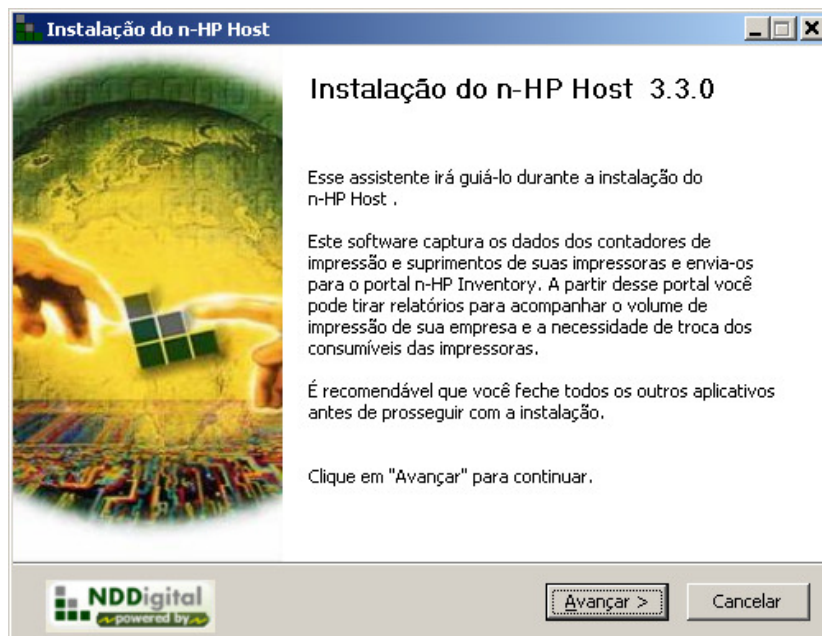 Instalação do n-HP Host
Instalação do n-HP Host 3.3.0
Esse assistente irá guiá-lo durante a instalação do
n-HP Host .
Este software captura os dados dos contadores de
impressão e suprimentos de suas impressoras e envia-os
para o portal n-HP Inventory. A partir desse portal você
pode tirar relatórios para acompanhar o volume de
impressão de sua empresa e a necessidade de troca dos
consumíveis das impressoras.
É recomendável que você feche todos os outros aplicativos
antes de prosseguir com a instalação.
Clique em "Avançar" para continuar.
NDDigital
powered by
Avançar >
Cancelar